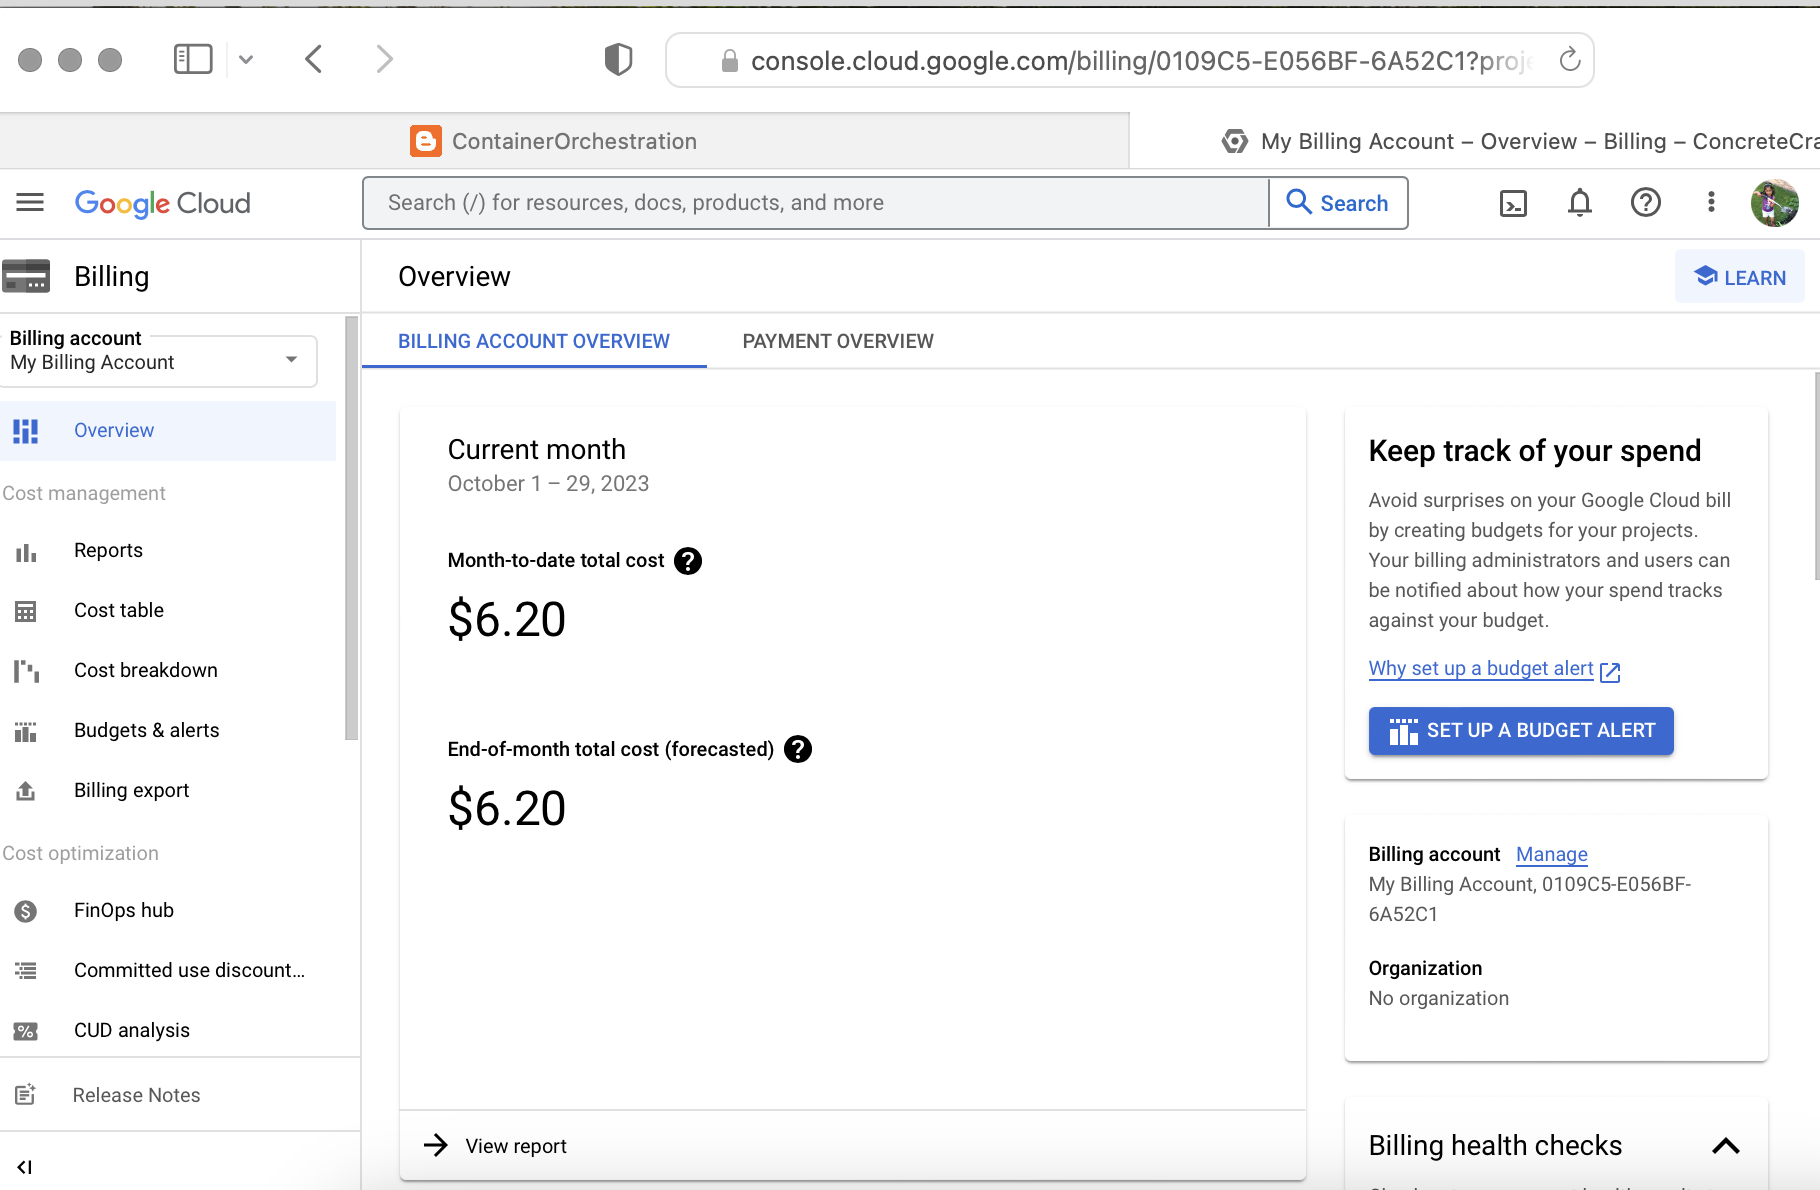 console.cloud.google.com/billing/0109C5-E056BF-6A52C1?proje
ContainerOrchestration
My Billing Account – Overview – Billing – ConcreteCra
Google Cloud
Search (/) for resources, docs, products, and more
Search
Billing
Overview
LEARN
Billing account
My Billing Account
BILLING ACCOUNT OVERVIEW
PAYMENT OVERVIEW
Overview
Cost management
Reports
Cost table
Cost breakdown
Budgets & alerts
Billing export
Cost optimization
FinOps hub
Committed use discount...
CUD analysis
Release Notes
Current month
October 1 – 29, 2023
Month-to-date total cost
$6.20
End-of-month total cost (forecasted)
$6.20
View report
Keep track of your spend
Avoid surprises on your Google Cloud bill
by creating budgets for your projects.
Your billing administrators and users can
be notified about how your spend tracks
against your budget.
Why set up a budget alert
SET UP A BUDGET ALERT
Billing account Manage
My Billing Account, 0109C5-E056BF-
6A52C1
Organization
No organization
Billing health checks